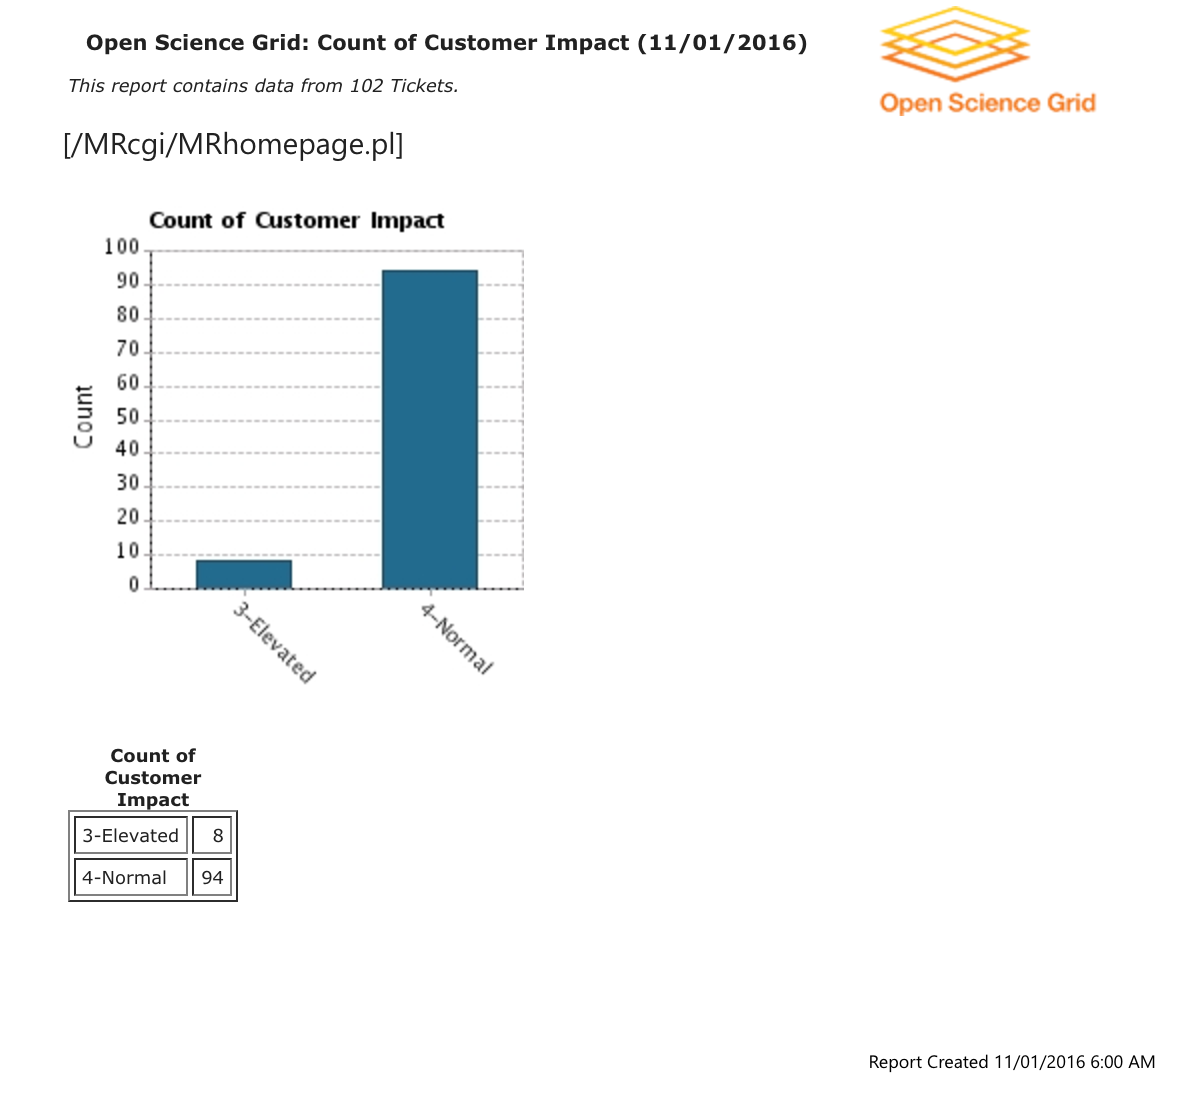 Open Science Grid: Count of Customer Impact (11/01/2016)
This report contains data from 102 Tickets.
Open Science Grid
[/MRcgi/MRhomepage.pl]
Count of Customer Impact
100
90
80
70
60
50
40
30
20
10
0
Count
3-Elevated
4-Normal
Count of
Customer
Impact
3-Elevated 8
4-Normal 94
Report Created 11/01/2016 6:00 AM